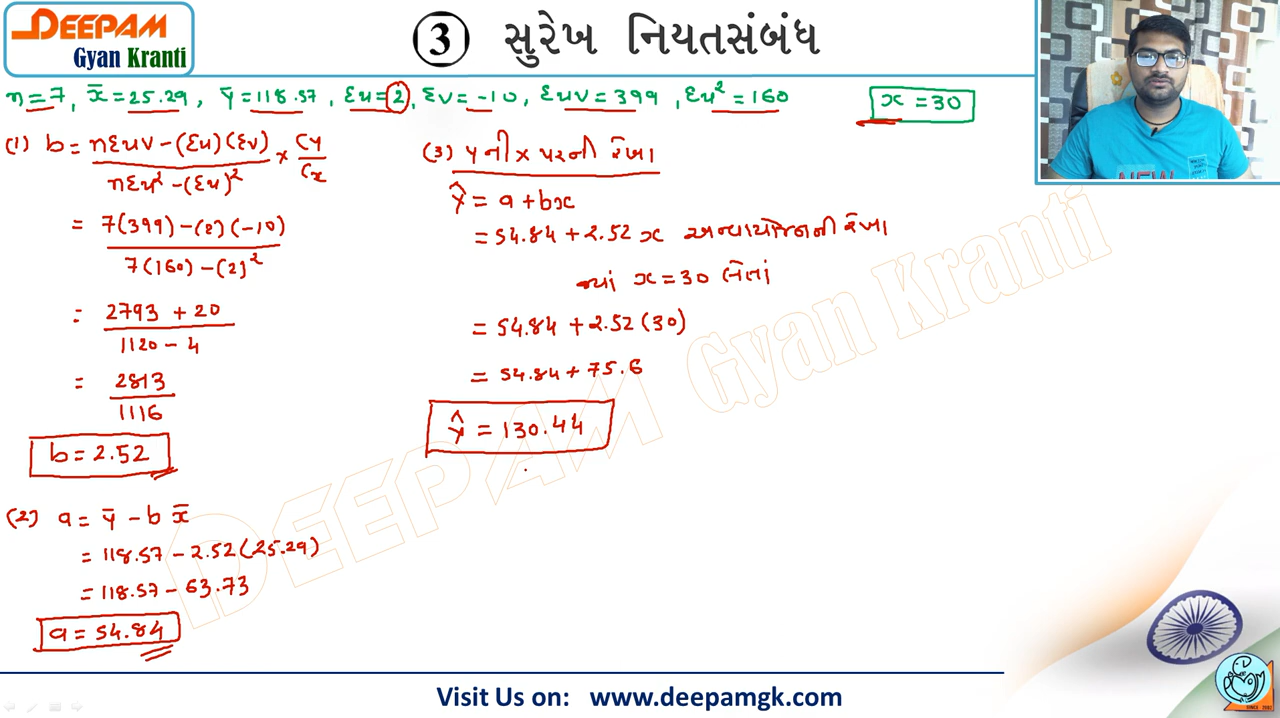 DEEPAM
Gyan Kranti
3 સુરેખ નિયતસંબંધ
n = 7, x̄ = 25.29, ȳ = 118.57, Σu = 2, Σv = -10, Σuv = 399, Σu² = 160
x = 30
(1) b = nΣuv - (Σu)(Σv) / nΣu² - (Σu)² × Cy / Cx
= 7(399) - (2)(-10) / 7(160) - (2)²
= 2793 + 20 / 1120 - 4
= 2813 / 1116
b = 2.52
(2) a = ȳ - b x̄
= 118.57 - 2.52(25.29)
= 118.57 - 63.73
a = 54.84
(3) Y ની X પરની રેખા
ŷ = a + bx
= 54.84 + 2.52 x અન્વાયોજનની રેખા
જ્યાં x = 30 લેતાં
= 54.84 + 2.52(30)
= 54.84 + 75.6
ŷ = 130.44
DEEPAM Gyan Kranti
Visit Us on: www.deepamgk.com